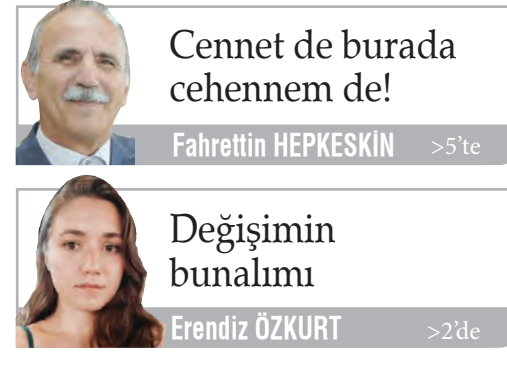 Cennet de burada
cehennem de!
Fahrettin HEPKESKİN >5'te
Değişimin
bunalımı
Erendiz ÖZKURT >2'de